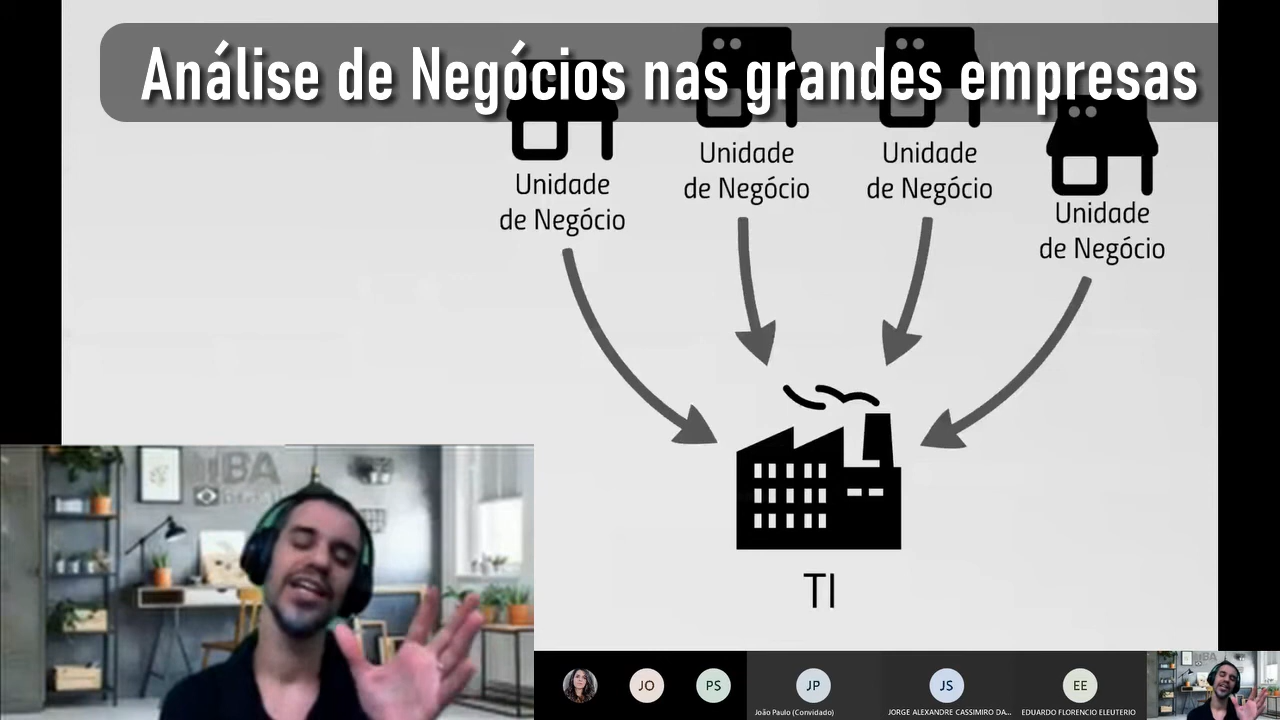 Análise de Negócios nas grandes empresas
Unidade
de Negócio
Unidade
de Negócio
Unidade
de Negócio
Unidade
de Negócio
TI
IIBA
JO
PS
JP
JS
EE
João Paulo (Convidado)
JORGE ALEXANDRE CASSIMIRO DA...
EDUARDO FLORENCIO ELEUTERIO